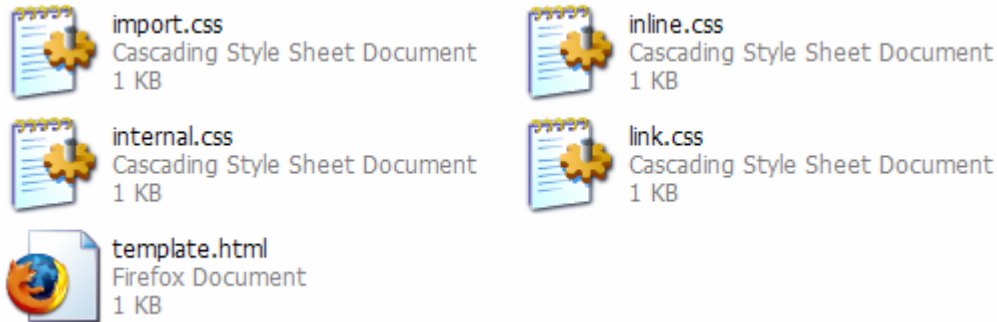 import.css
Cascading Style Sheet Document
1 KB
inline.css
Cascading Style Sheet Document
1 KB
internal.css
Cascading Style Sheet Document
1 KB
link.css
Cascading Style Sheet Document
1 KB
template.html
Firefox Document
1 KB